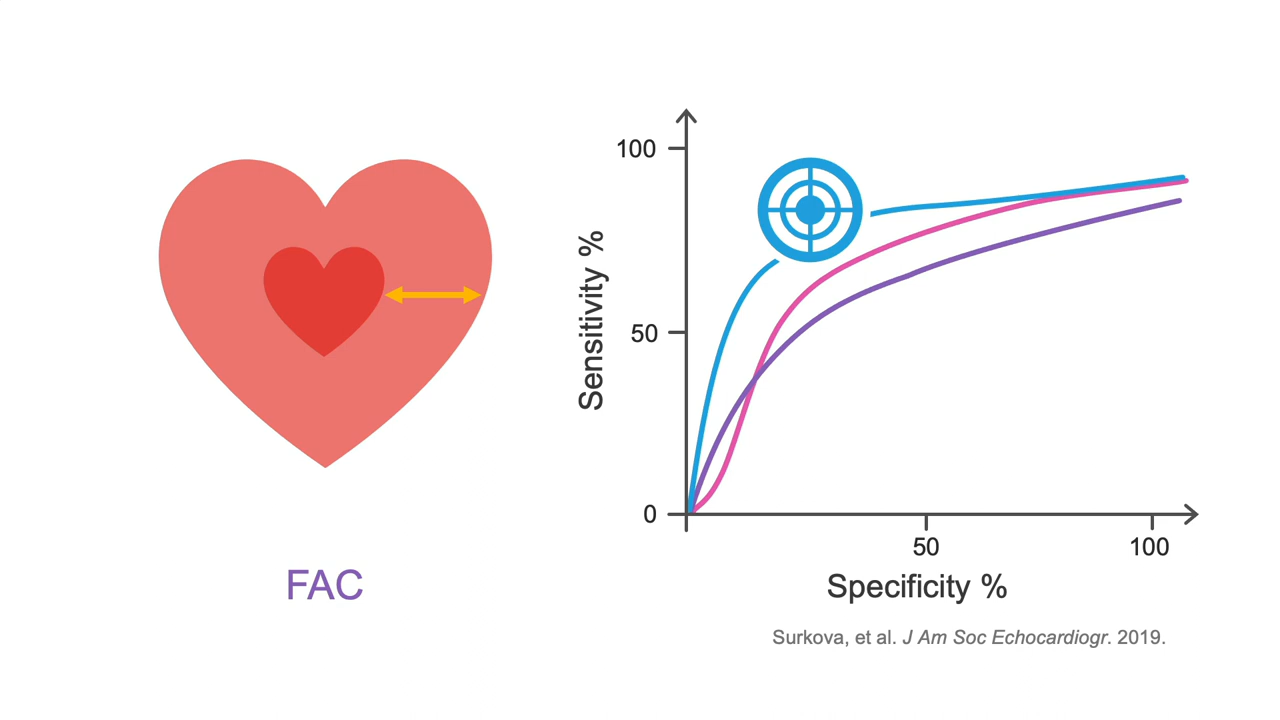 FAC
100
50
0
Sensitivity %
50
100
Specificity %
Surkova, et al. J Am Soc Echocardiogr. 2019.